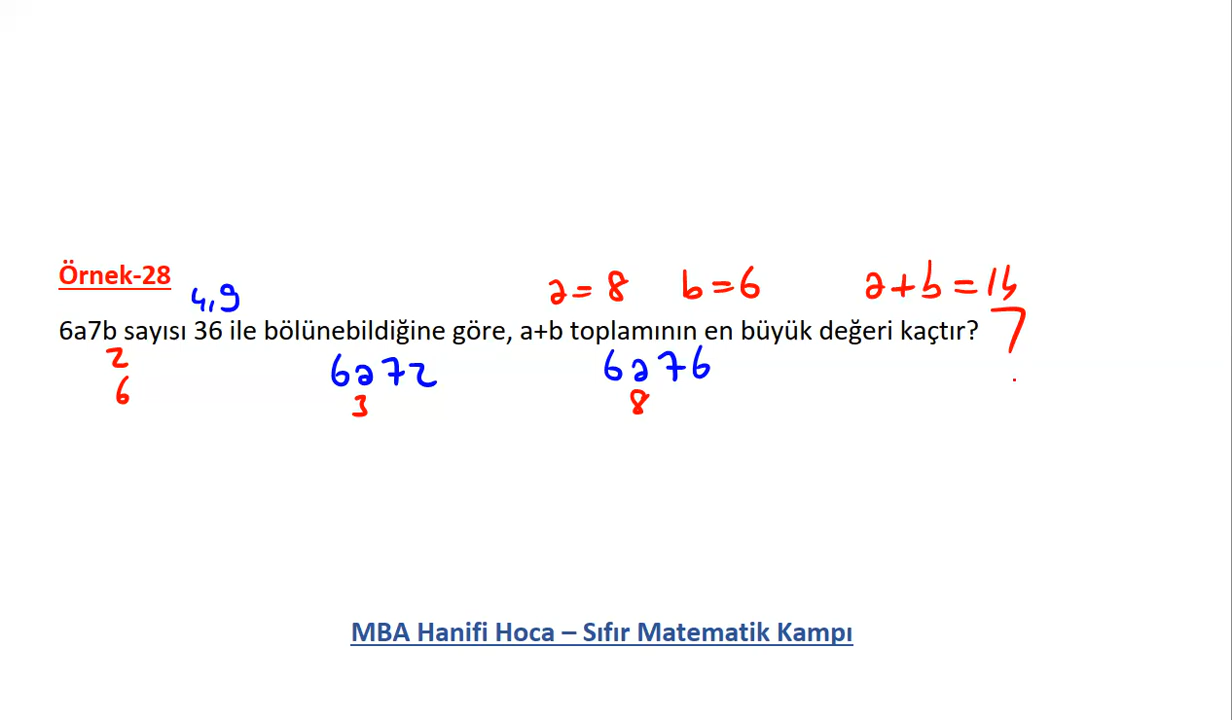 Örnek-28
4,9
a = 8 b = 6 a + b = 14
6a7b sayısı 36 ile bölünebildiğine göre, a+b toplamının en büyük değeri kaçtır?
2
6
6a72
3
6a76
8
MBA Hanifi Hoca – Sıfır Matematik Kampı